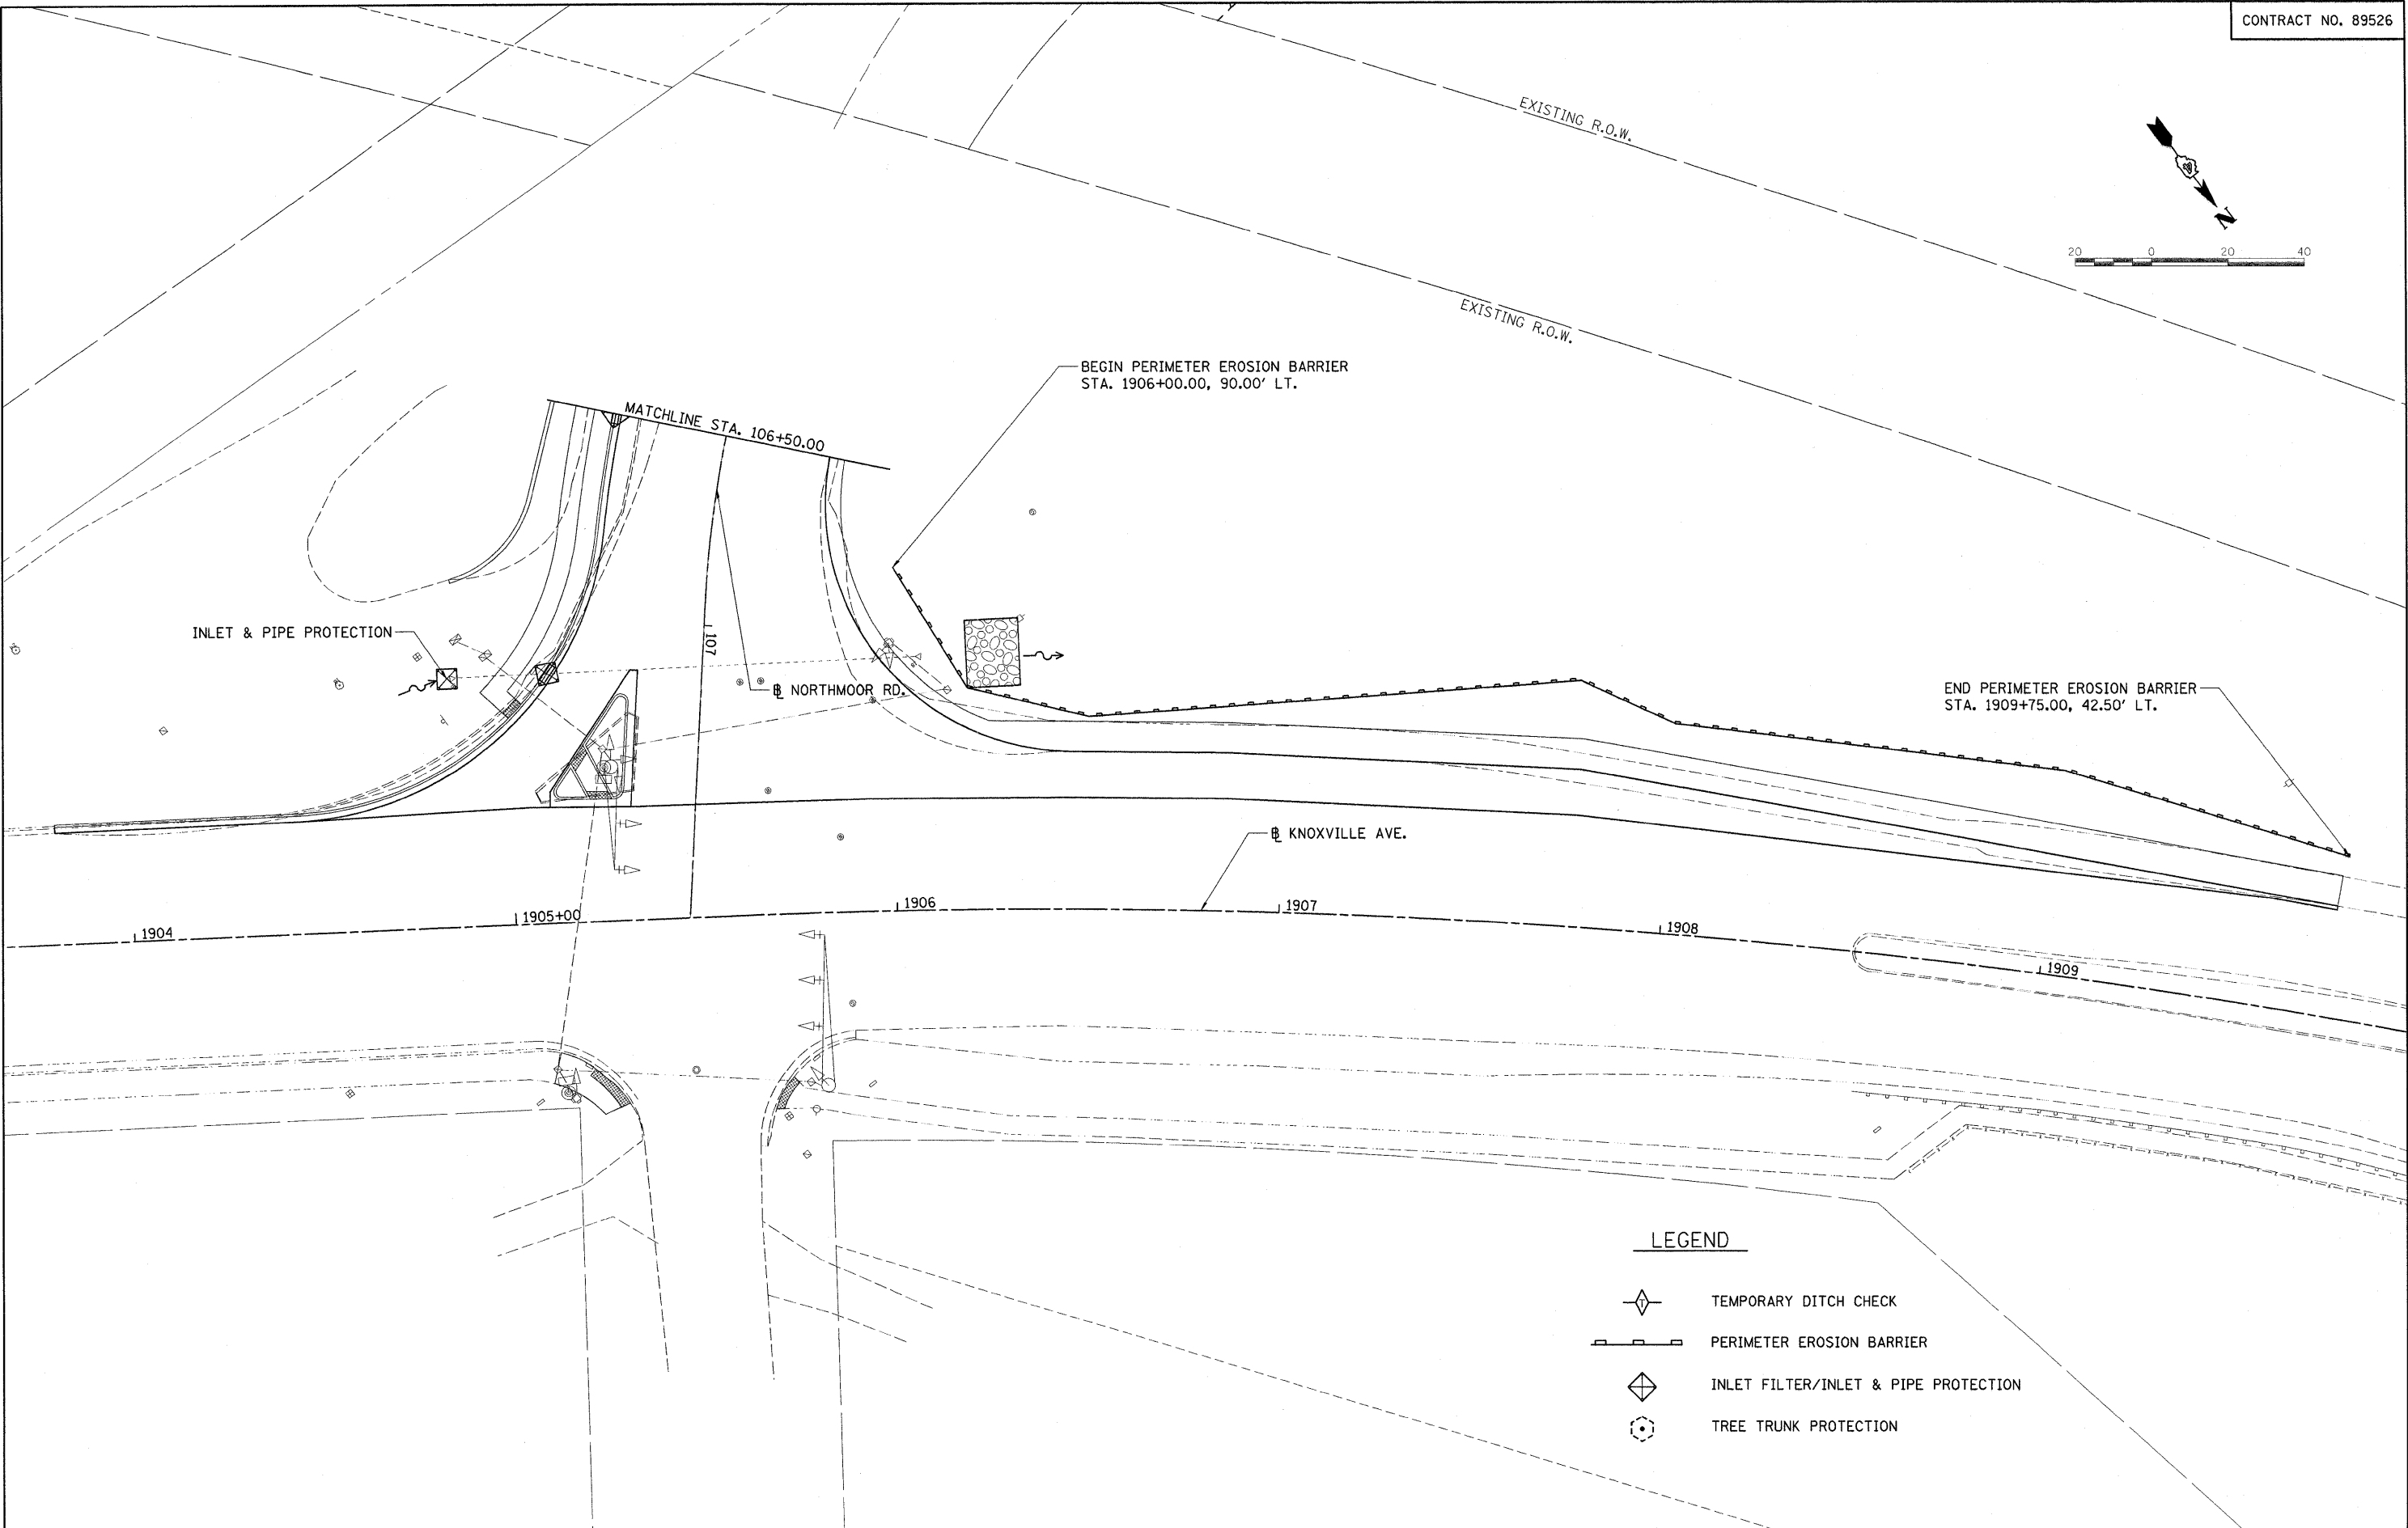 CONTRACT NO. 89526
EXISTING R.O.W.
N
20 0 20 40
EXISTING R.O.W.
BEGIN PERIMETER EROSION BARRIER
STA. 1906+00.00, 90.00' LT.
MATCHLINE STA. 106+50.00
INLET & PIPE PROTECTION
107
℄ NORTHMOOR RD.
END PERIMETER EROSION BARRIER
STA. 1909+75.00, 42.50' LT.
℄ KNOXVILLE AVE.
1904
1905+00
1906
1907
1908
1909
LEGEND
T
TEMPORARY DITCH CHECK
PERIMETER EROSION BARRIER
INLET FILTER/INLET & PIPE PROTECTION
TREE TRUNK PROTECTION